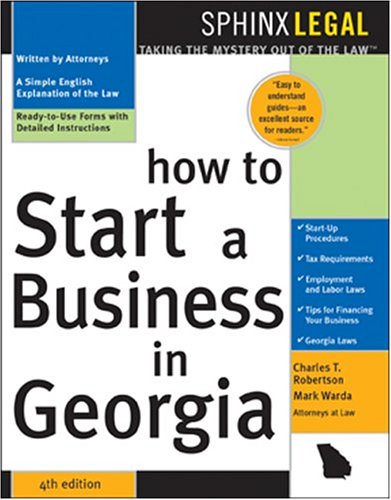 SPHINX LEGAL
TAKING THE MYSTERY OUT OF THE LAW™
Written by Attorneys
A Simple English
Explanation of the Law
Ready-to-Use Forms with
Detailed Instructions
"Easy to
understand
guides—an
excellent source
for readers."
how to
Start a
Business
in
Georgia
✓Start-Up
Procedures
✓Tax Requirements
✓Employment
and Labor Laws
✓Tips for Financing
Your Business
✓Georgia Laws
Charles T.
Robertson
Mark Warda
Attorneys at Law
4th edition